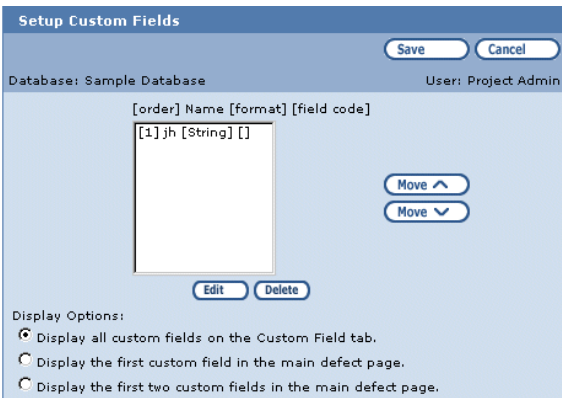 Setup Custom Fields
Save Cancel
Database: Sample Database User: Project Admin
[order] Name [format] [field code]
[1] jh [String] []
Move
Move
Edit Delete
Display Options:
Display all custom fields on the Custom Field tab.
Display the first custom field in the main defect page.
Display the first two custom fields in the main defect page.